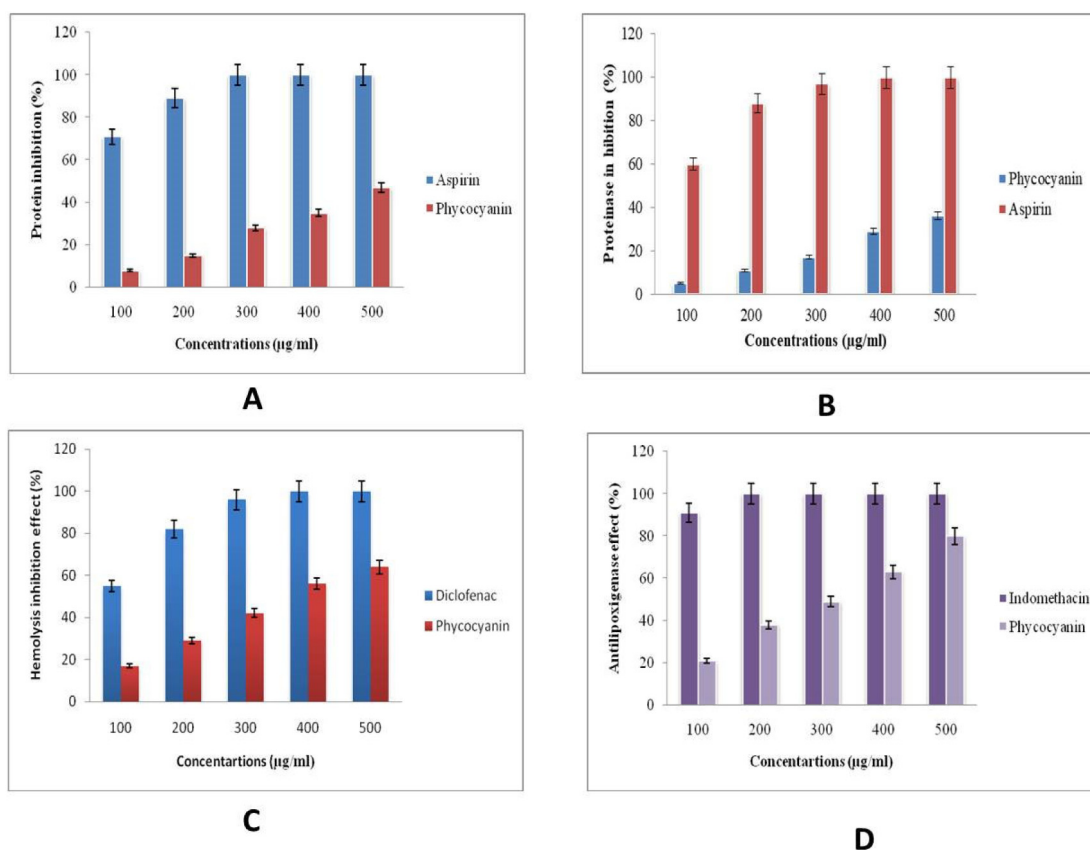 120
100
80
60
40
20
0
Protein inhibition (%)
100 200 300 400 500
Concentrations (µg/ml)
Aspirin
Phycocyanin
A
120
100
80
60
40
20
0
Proteinase in hibition (%)
100 200 300 400 500
Concentrations (µg/ml)
Phycocyanin
Aspirin
B
120
100
80
60
40
20
0
Hemolysis inhibition effect (%)
100 200 300 400 500
Concentartions (µg/ml)
Diclofenac
Phycocyanin
C
120
100
80
60
40
20
0
Antilipoxigenase effect (%)
100 200 300 400 500
Concentartions (µg/ml)
Indomethacin
Phycocyanin
D